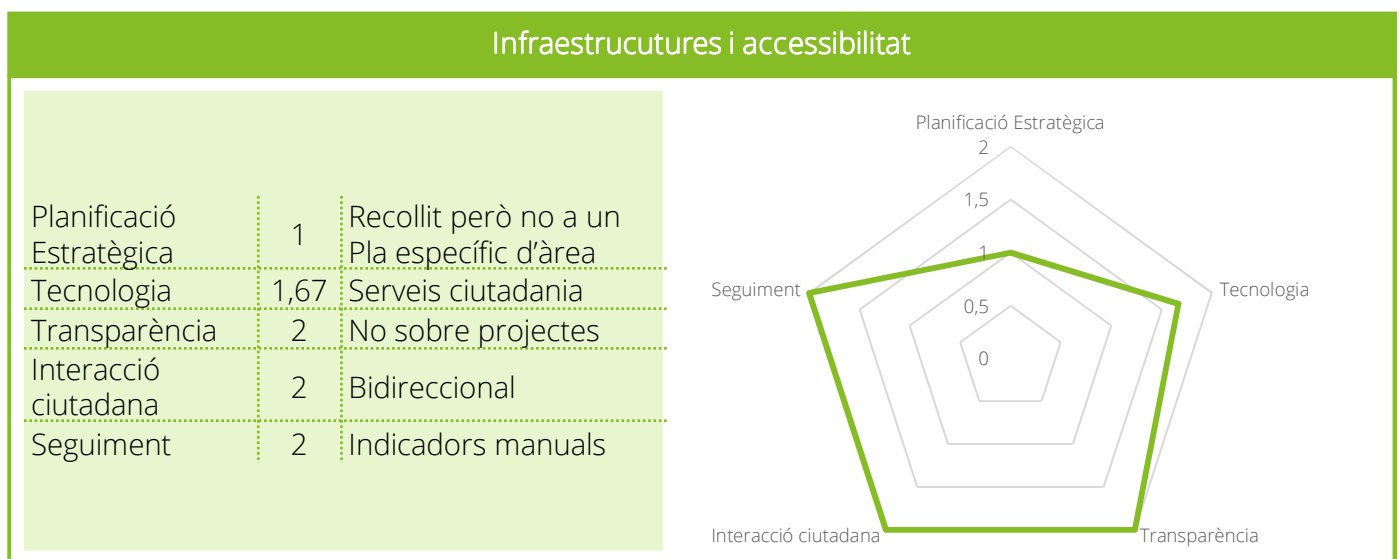 Infraestrucutures i accessibilitat
Planificació
Estratègica
1
Recollit però no a un
Pla específic d'àrea
Tecnologia 1,67 Serveis ciutadania
Transparència 2 No sobre projectes
Interacció
ciutadana
2
Bidireccional
Seguiment 2 Indicadors manuals
Planificació Estratègica
2
1,5
1
0,5
0
Seguiment
Tecnologia
Interacció ciutadana
Transparència